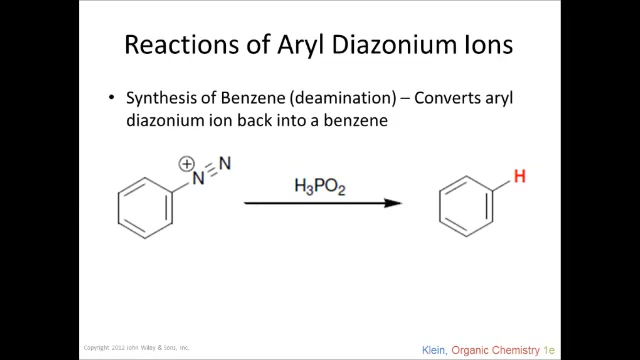 Reactions of Aryl Diazonium Ions
• Synthesis of Benzene (deamination) – Converts aryl
diazonium ion back into a benzene
⊕
N
N
H₃PO₂
H
Copyright 2012 John Wiley & Sons, Inc.
Klein, Organic Chemistry 1e